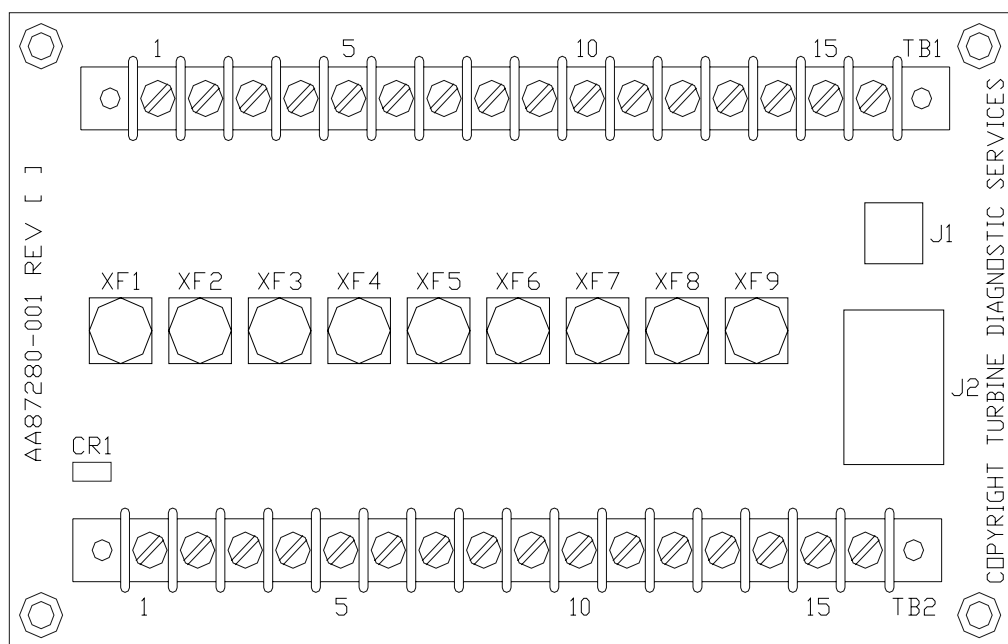 1 5 10 15 TB1
AA87280-001 REV [ ]
COPYRIGHT TURBINE DIAGNOSTIC SERVICES
J1
XF1 XF2 XF3 XF4 XF5 XF6 XF7 XF8 XF9
J2
CR1
1 5 10 15 TB2